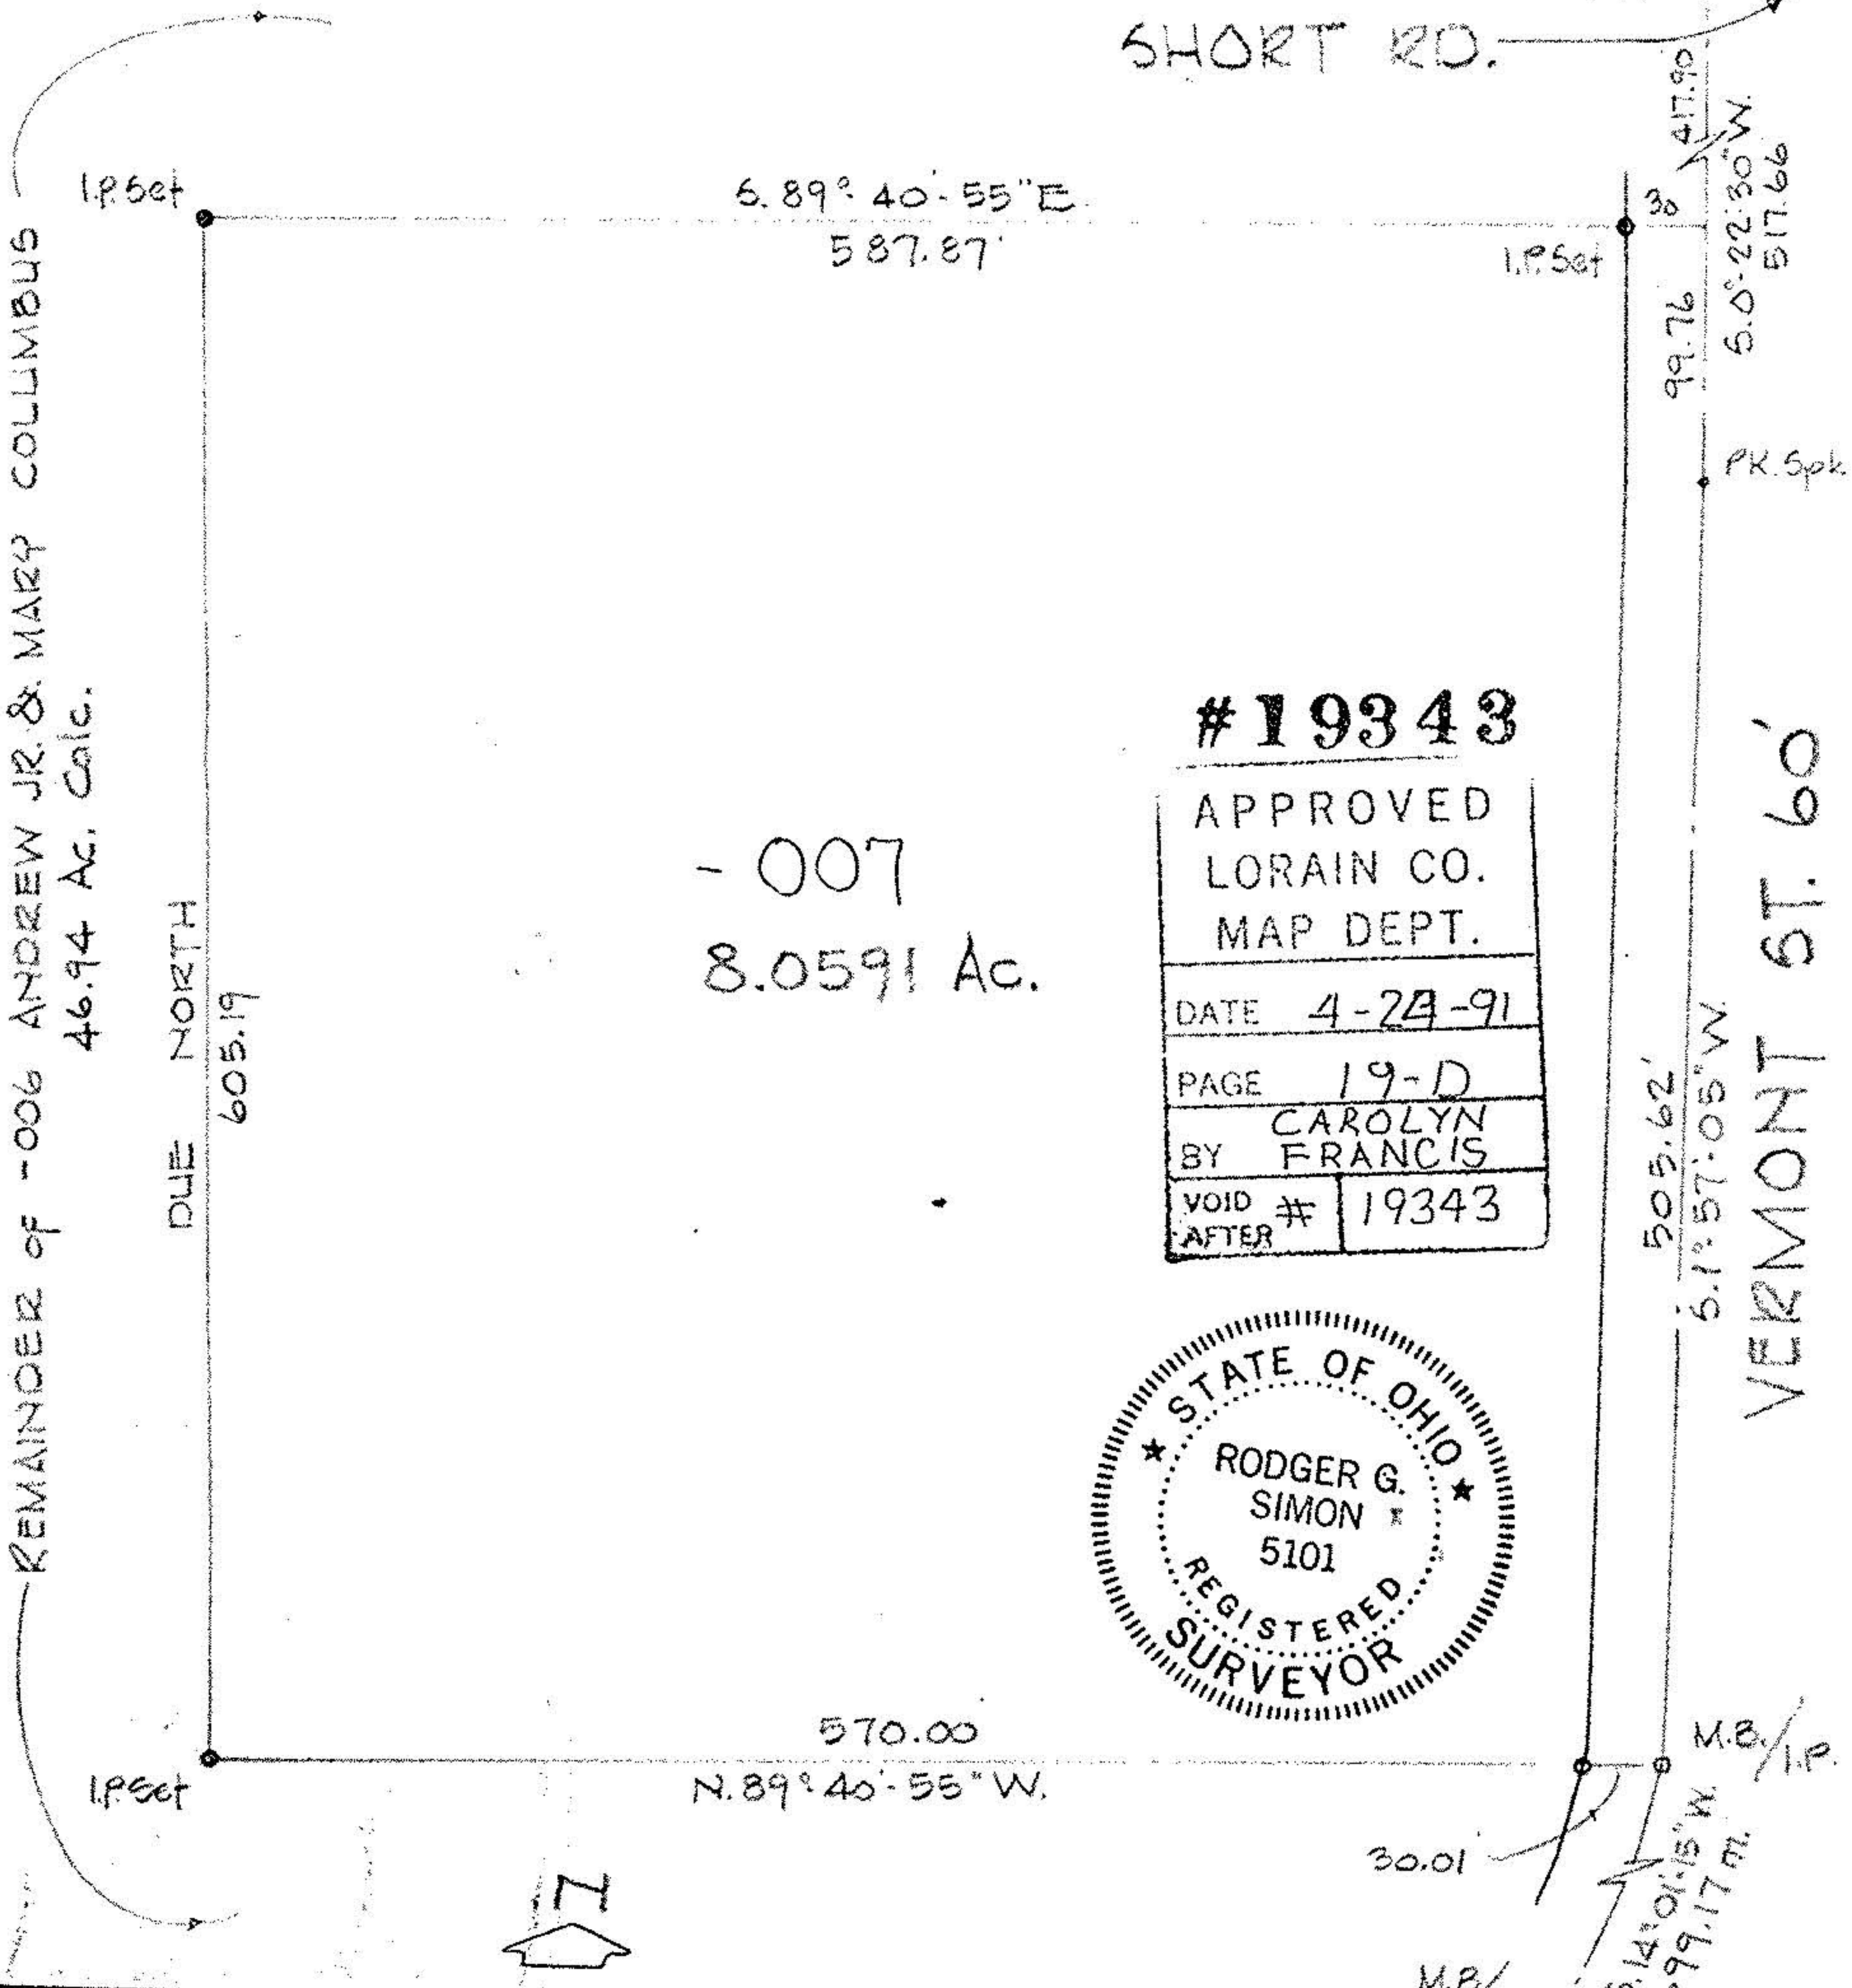 SHORT RD.
417.90
S.0°-22'-30"W.
517.66
I.P. Set
S. 89°-40'-55"E
587.87'
30
I.P. Set
99.76
PK. Spk
REMAINDER of -006 ANDREW JR. & MARY COLUMBUS
46.94 Ac. Calc.
DUE NORTH
605.19
- 007
8.0591 Ac.
#19343
APPROVED
LORAIN CO.
MAP DEPT.
DATE 4-24-91
PAGE 19-D
BY CAROLYN
FRANCIS
VOID
AFTER # 19343
505.62'
S.1°-57'-05"W.
VERMONT ST. 60'
STATE OF OHIO
RODGER G.
SIMON
5101
REGISTERED
SURVEYOR
570.00
N.89°-40'-55"W.
I.P. Set
M.B./I.P.
30.01'
S.14°-01'-15"W.
99.17 m.
N
M.B/